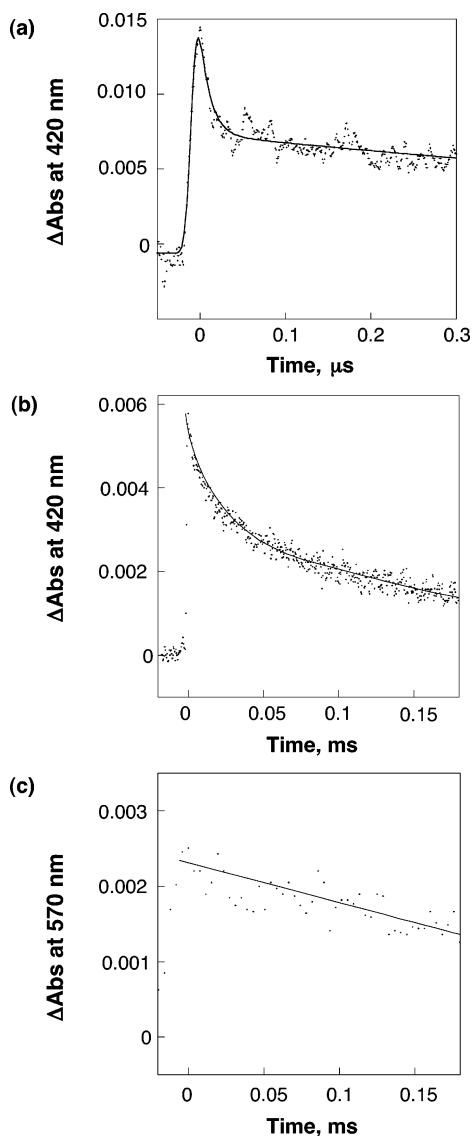 (a)
0.015
0.010
0.005
0
ΔAbs at 420 nm
0 0.1 0.2 0.3
Time, μs
(b)
0.006
0.004
0.002
0
ΔAbs at 420 nm
0 0.05 0.1 0.15
Time, ms
(c)
0.003
0.002
0.001
0
ΔAbs at 570 nm
0 0.05 0.1 0.15
Time, ms